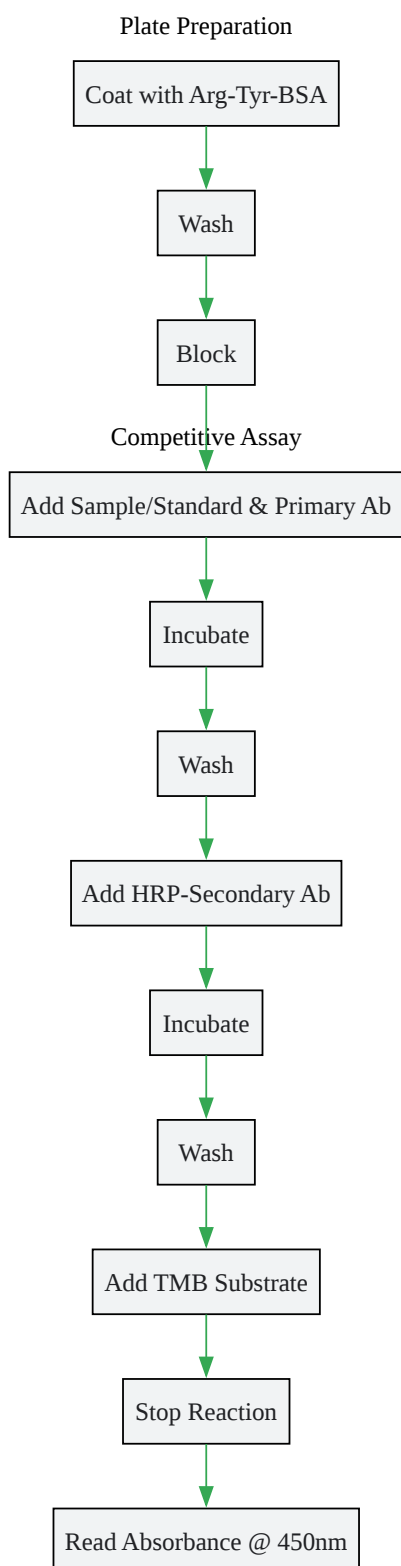 Plate Preparation
Coat with Arg-Tyr-BSA
Wash
Block
Competitive Assay
Add Sample/Standard & Primary Ab
Incubate
Wash
Add HRP-Secondary Ab
Incubate
Wash
Add TMB Substrate
Stop Reaction
Read Absorbance @ 450nm